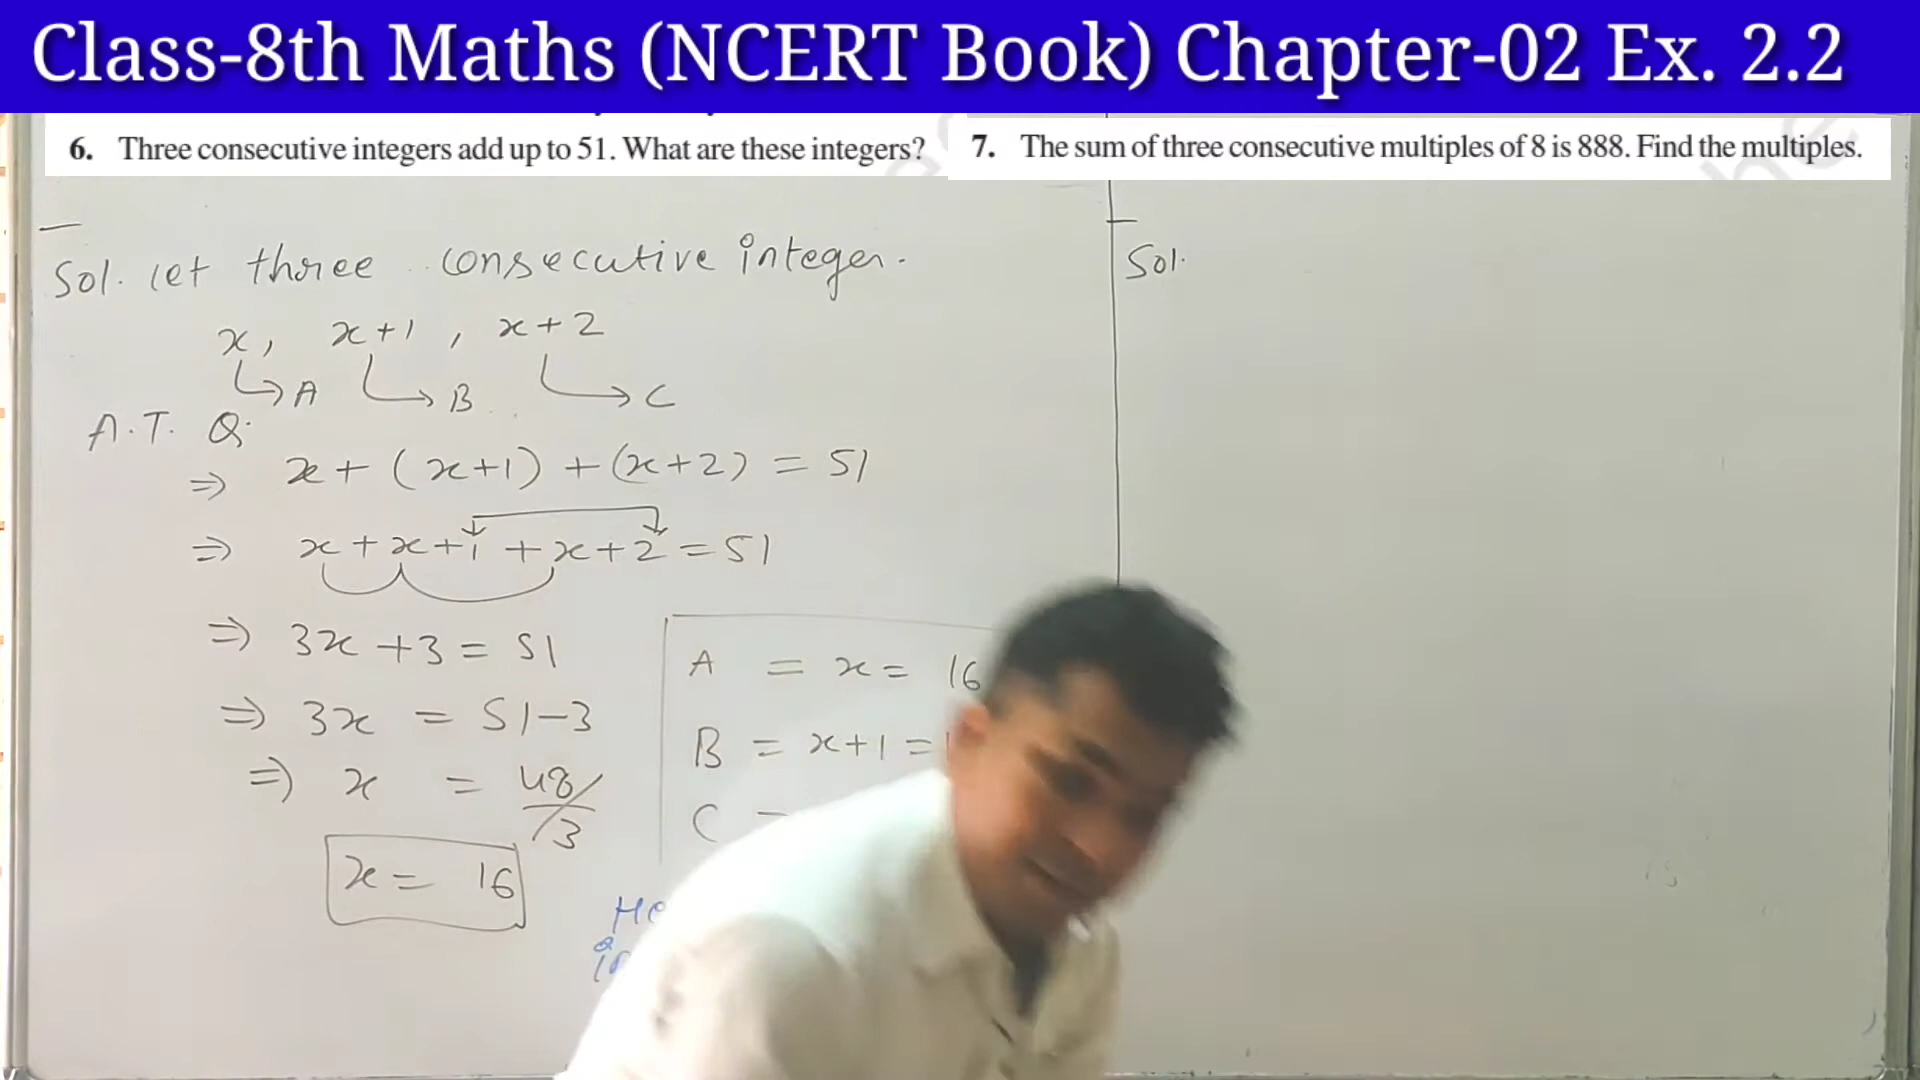 Class-8th Maths (NCERT Book) Chapter-02 Ex. 2.2
6. Three consecutive integers add up to 51. What are these integers?
7. The sum of three consecutive multiples of 8 is 888. Find the multiples.
Sol. let three consecutive integer.
x, x+1, x+2
A B C
A.T.Q.
⇒ x + (x+1) + (x+2) = 51
⇒ x + x + 1 + x + 2 = 51
⇒ 3x + 3 = 51
⇒ 3x = 51 - 3
⇒ x = 48/3
x = 16
A = x = 16
B = x+1 =
C =
Sol.